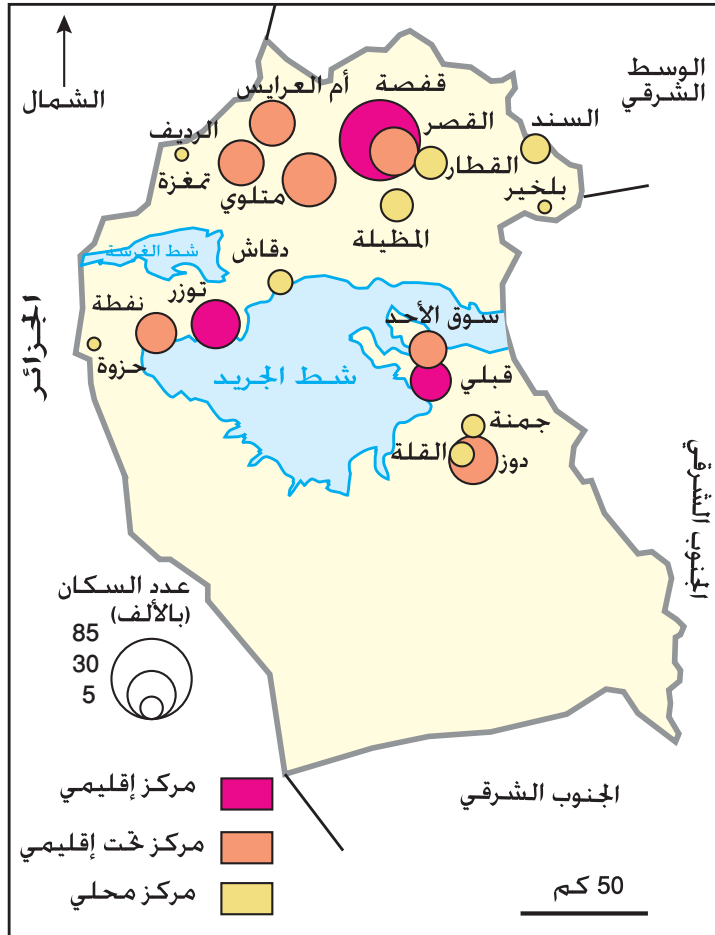 الشمال
الوسط
الشرقي
قفصة
أم العرايس
القصر
السند
الرديف
القطار
تمغزة
متلوي
بلخير
المظيلة
دقاش
شط الغرسة
توزر
نفطة
سوق الأحد
حزوة
شط الجريد
قبلي
جمنة
القلة
دوز
الجزائر
الجنوب الشرقي
عدد السكان
(بالألف)
85
30
5
الجنوب الشرقي
مركز إقليمي
مركز تحت إقليمي
مركز محلي
50 كم